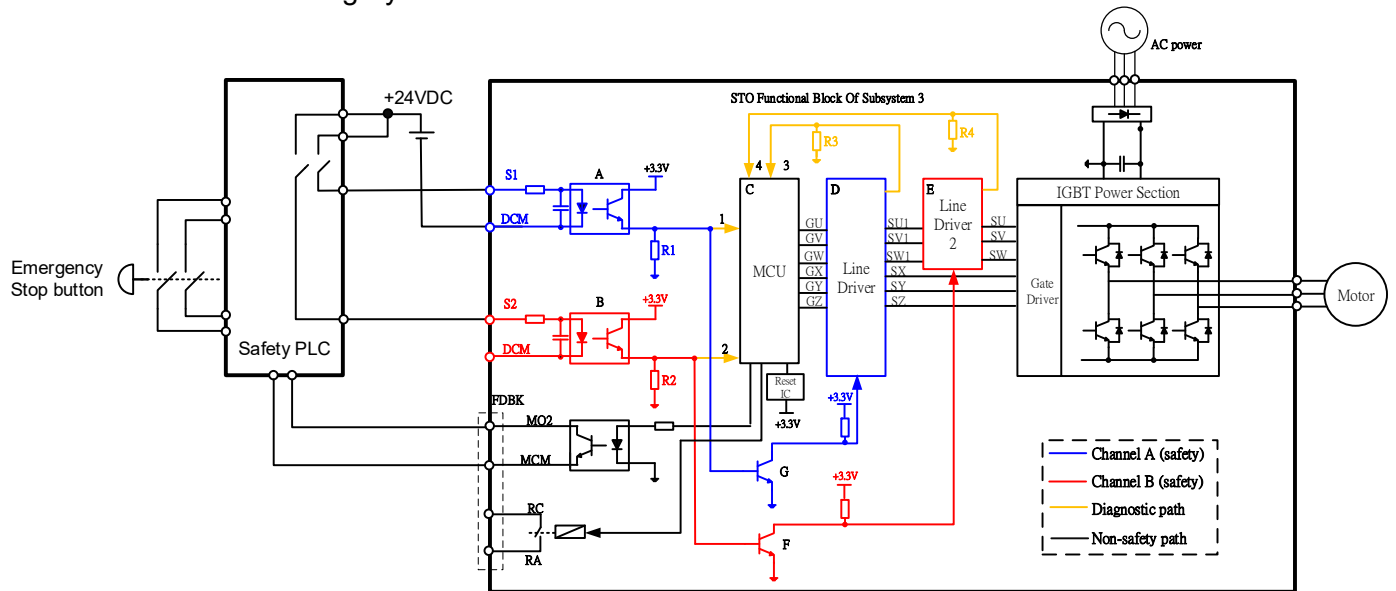 AC power
+24VDC
STO Functional Block Of Subsystem 3
R3
R4
S1
A
+3.3V
4
3
C
D
E
IGBT Power Section
DCM
1
R1
MCU
Line
Driver
Line
Driver
2
GU
GV
GW
GX
GY
GZ
SU1
SV1
SW1
SX
SY
SZ
SU
SV
SW
Gate
Driver
Motor
Emergency
Stop button
Safety PLC
S2
B
+3.3V
DCM
2
R2
Reset
IC
+3.3V
+3.3V
FDBK
MO2
MCM
G
+3.3V
F
RC
RA
Channel A (safety)
Channel B (safety)
Diagnostic path
Non-safety path